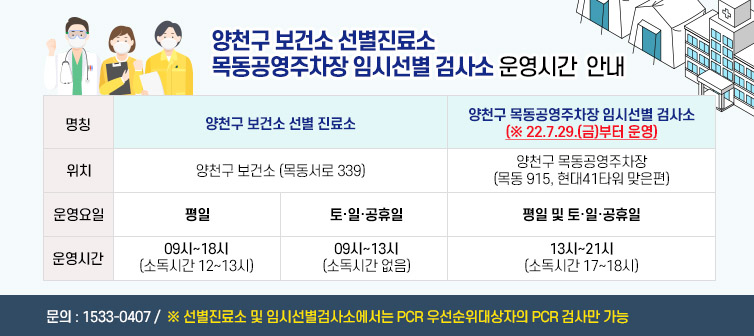 양천구 보건소 선별진료소
목동공영주차장 임시선별 검사소 운영시간 안내
명칭
양천구 보건소 선별 진료소
양천구 목동공영주차장 임시선별 검사소
(※ 22.7.29.(금)부터 운영)
위치
양천구 보건소 (목동서로 339)
양천구 목동공영주차장
(목동 915, 현대41타워 맞은편)
운영요일
평일
토·일·공휴일
평일 및 토·일·공휴일
운영시간
09시~18시
(소독시간 12~13시)
09시~13시
(소독시간 없음)
13시~21시
(소독시간 17~18시)
문의 : 1533-0407 / ※ 선별진료소 및 임시선별검사소에서는 PCR 우선순위대상자의 PCR 검사만 가능